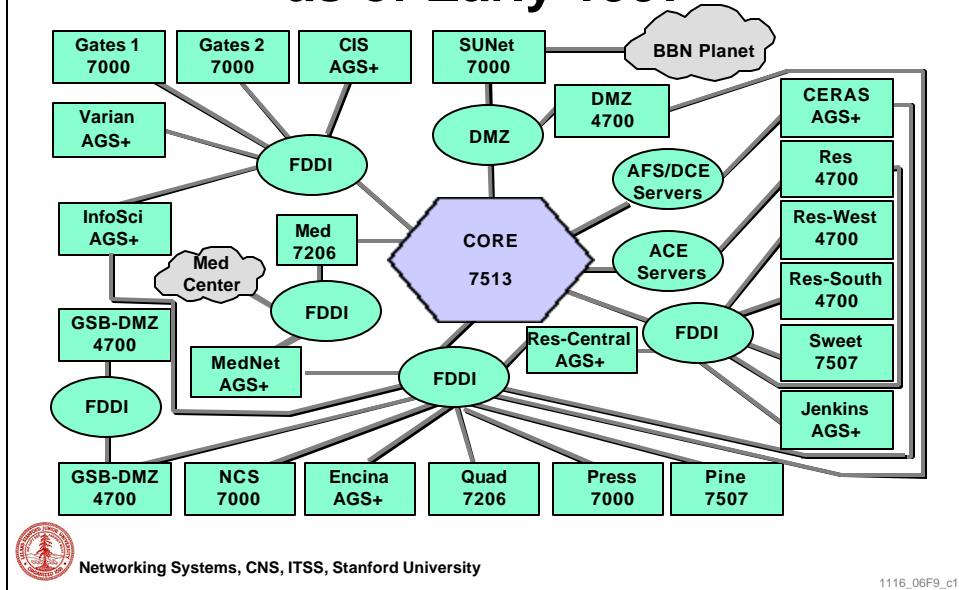 as of Early
Gates 1
7000
Gates 2
7000
CIS
AGS+
SUNet
7000
BBN Planet
Varian
AGS+
FDDI
DMZ
DMZ
4700
CERAS
AGS+
AFS/DCE
Servers
Res
4700
InfoSci
AGS+
Med
7206
CORE
7513
ACE
Servers
Res-West
4700
Med
Center
FDDI
Res-South
4700
GSB-DMZ
4700
MedNet
AGS+
FDDI
Res-Central
AGS+
FDDI
Sweet
7507
FDDI
Jenkins
AGS+
GSB-DMZ
4700
NCS
7000
Encina
AGS+
Quad
7206
Press
7000
Pine
7507
Networking Systems, CNS, ITSS, Stanford University
1116_06F9_c1